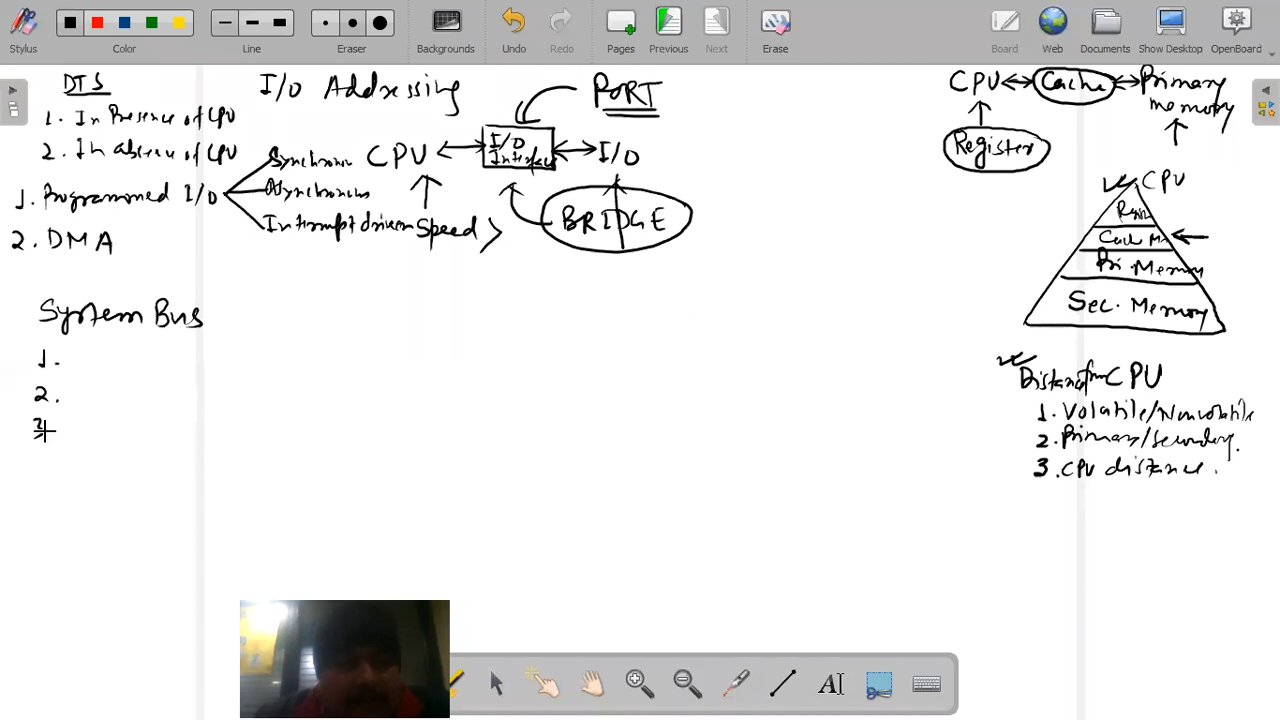 Stylus
Color
Line
Eraser
Backgrounds
Undo
Redo
Pages
Previous
Next
Erase
Board
Web
Documents
Show Desktop
OpenBoard
DTS
1. In Presence of CPU
2. In absence of CPU
1. Programmed I/O
Synchronous
Asynchronous
Interrupt driven
2. DMA
System Bus
1.
2.
3
I/O Addressing
PORT
CPU
I/O
Interface
I/O
Speed
BRIDGE
CPU
Cache
Primary
memory
Register
CPU
Cach M
Pri. Memory
Sec. Memory
Distance from CPU
1. Volatile/Nonvolatile
2. Primary/Secondary.
3. CPU distance.